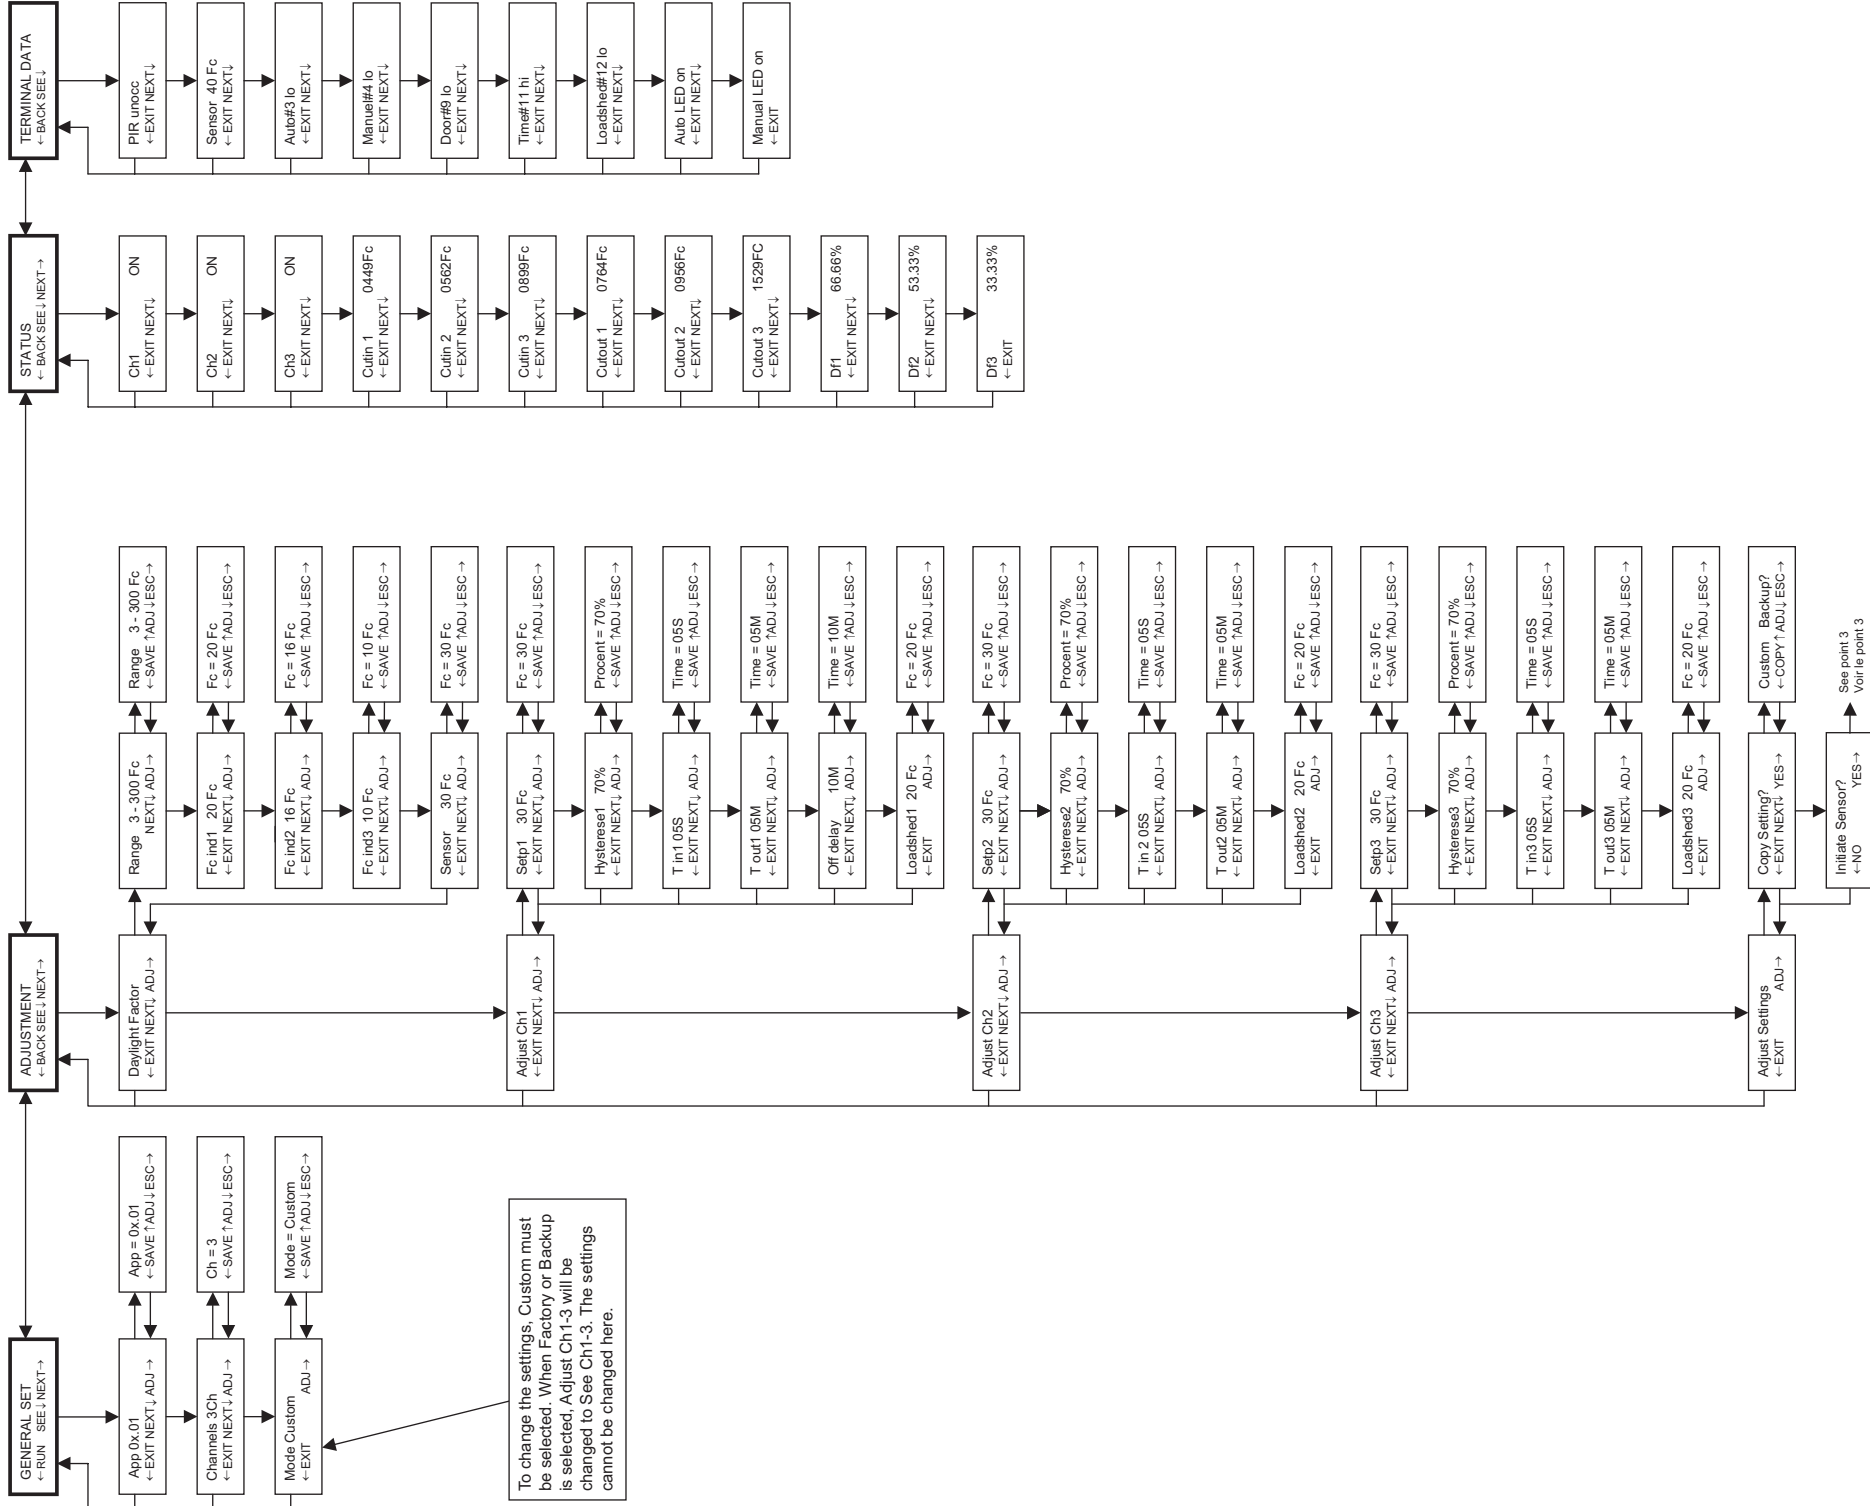 GENERAL SET
←RUN SEE↓NEXT→
App 0x.01
←EXIT NEXT↓ ADJ →
App = 0x.01
←SAVE ↑ADJ↓ESC→
Channels 3Ch
←EXIT NEXT↓ ADJ →
Ch = 3
←SAVE ↑ADJ↓ESC→
Mode Custom
←EXIT ADJ→
Mode = Custom
←SAVE ↑ADJ↓ESC→
To change the settings, Custom must
be selected. When Factory or Backup
is selected, Adjust Ch1-3 will be
changed to See Ch1-3. The settings
cannot be changed here.
ADJUSTMENT
←BACK SEE↓NEXT→
Daylight Factor
←EXIT NEXT↓ ADJ→
Range 3 - 300 Fc
NEXT↓ ADJ→
Range 3 - 300 Fc
←SAVE ↑ADJ↓ESC→
Fc ind1 20 Fc
←EXIT NEXT↓ ADJ→
Fc = 20 Fc
←SAVE ↑ADJ↓ESC→
Fc ind2 16 Fc
←EXIT NEXT↓ ADJ→
Fc = 16 Fc
←SAVE ↑ADJ↓ESC→
Fc ind3 10 Fc
←EXIT NEXT↓ ADJ→
Fc = 10 Fc
←SAVE ↑ADJ↓ESC→
Sensor 30 Fc
←EXIT NEXT↓ ADJ→
Fc = 30 Fc
←SAVE ↑ADJ↓ESC→
Adjust Ch1
←EXIT NEXT↓ ADJ→
Setp1 30 Fc
←EXIT NEXT↓ ADJ→
Fc = 30 Fc
←SAVE ↑ADJ↓ESC→
Hysterese1 70%
←EXIT NEXT↓ ADJ→
Procent = 70%
←SAVE ↑ADJ↓ESC→
T in1 05S
←EXIT NEXT↓ ADJ→
Time = 05S
←SAVE ↑ADJ↓ESC→
T out1 05M
←EXIT NEXT↓ ADJ→
Time = 05M
←SAVE ↑ADJ↓ESC→
Off delay 10M
←EXIT NEXT↓ ADJ→
Time = 10M
←SAVE ↑ADJ↓ESC→
Loadshed1 20 Fc
←EXIT ADJ→
Fc = 20 Fc
←SAVE ↑ADJ↓ESC→
Adjust Ch2
←EXIT NEXT↓ ADJ→
Setp2 30 Fc
←EXIT NEXT↓ ADJ→
Fc = 30 Fc
←SAVE ↑ADJ↓ESC→
Hysterese2 70%
←EXIT NEXT↓ ADJ→
Procent = 70%
←SAVE ↑ADJ↓ESC→
T in 2 05S
←EXIT NEXT↓ ADJ→
Time = 05S
←SAVE ↑ADJ↓ESC→
T out2 05M
←EXIT NEXT↓ ADJ→
Time = 05M
←SAVE ↑ADJ↓ESC→
Loadshed2 20 Fc
←EXIT ADJ→
Fc = 20 Fc
←SAVE ↑ADJ↓ESC→
Adjust Ch3
←EXIT NEXT↓ ADJ→
Setp3 30 Fc
←EXIT NEXT↓ ADJ→
Fc = 30 Fc
←SAVE ↑ADJ↓ESC→
Hysterese3 70%
←EXIT NEXT↓ ADJ→
Procent = 70%
←SAVE ↑ADJ↓ESC→
T in3 05S
←EXIT NEXT↓ ADJ→
Time = 05S
←SAVE ↑ADJ↓ESC→
T out3 05M
←EXIT NEXT↓ ADJ→
Time = 05M
←SAVE ↑ADJ↓ESC→
Loadshed3 20 Fc
←EXIT ADJ →
Fc = 20 Fc
←SAVE ↑ADJ↓ESC→
Adjust Settings
←EXIT ADJ→
Copy Setting?
←EXIT NEXT↓ YES→
Custom Backup?
←COPY↑ ADJ↓ESC→
Initiate Sensor?
←NO YES→
See point 3
Voir le point 3
STATUS
← BACK SEE↓NEXT→
Ch1 ON
←EXIT NEXT↓
Ch2 ON
←EXIT NEXT↓
Ch3 ON
←EXIT NEXT↓
Cutin 1 0449Fc
←EXIT NEXT↓
Cutin 2 0562Fc
←EXIT NEXT↓
Cutin 3 0899Fc
←EXIT NEXT↓
Cutout 1 0764Fc
←EXIT NEXT↓
Cutout 2 0956Fc
←EXIT NEXT↓
Cutout 3 1529FC
←EXIT NEXT↓
Df1 66.66%
←EXIT NEXT↓
Df2 53.33%
←EXIT NEXT↓
Df3 33.33%
←EXIT
TERMINAL DATA
←BACK SEE↓
PIR unocc
←EXIT NEXT↓
Sensor 40 Fc
←EXIT NEXT↓
Auto#3 lo
←EXIT NEXT↓
Manuel#4 lo
←EXIT NEXT↓
Door#9 lo
←EXIT NEXT↓
Time#11 hi
←EXIT NEXT↓
Loadshed#12 lo
←EXIT NEXT↓
Auto LED on
←EXIT NEXT↓
Manual LED on
←EXIT